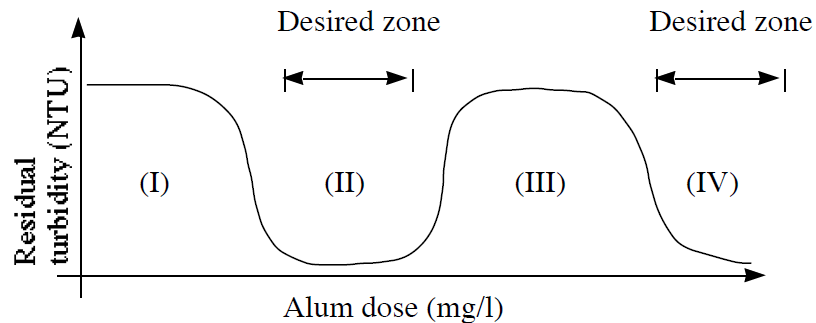 Desired zone
Desired zone
Residual
turbidity (NTU)
(I)
(II)
(III)
(IV)
Alum dose (mg/l)